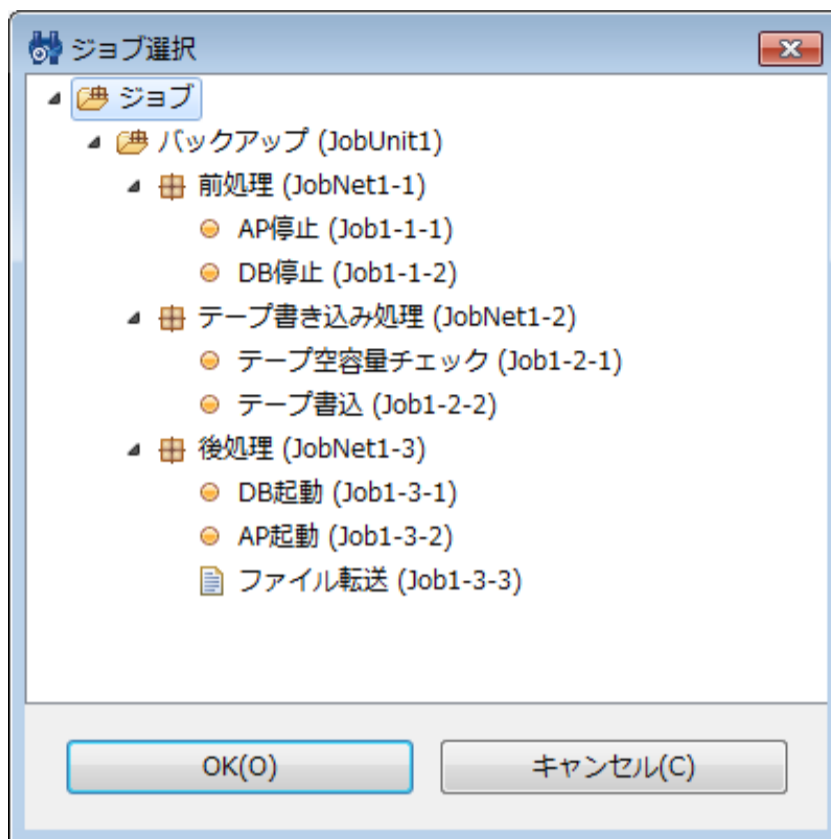 ジョブ選択
ジョブ
バックアップ (JobUnit1)
前処理 (JobNet1-1)
AP停止 (Job1-1-1)
DB停止 (Job1-1-2)
テープ書き込み処理 (JobNet1-2)
テープ空容量チェック (Job1-2-1)
テープ書込 (Job1-2-2)
後処理 (JobNet1-3)
DB起動 (Job1-3-1)
AP起動 (Job1-3-2)
ファイル転送 (Job1-3-3)
OK(O) キャンセル(C)